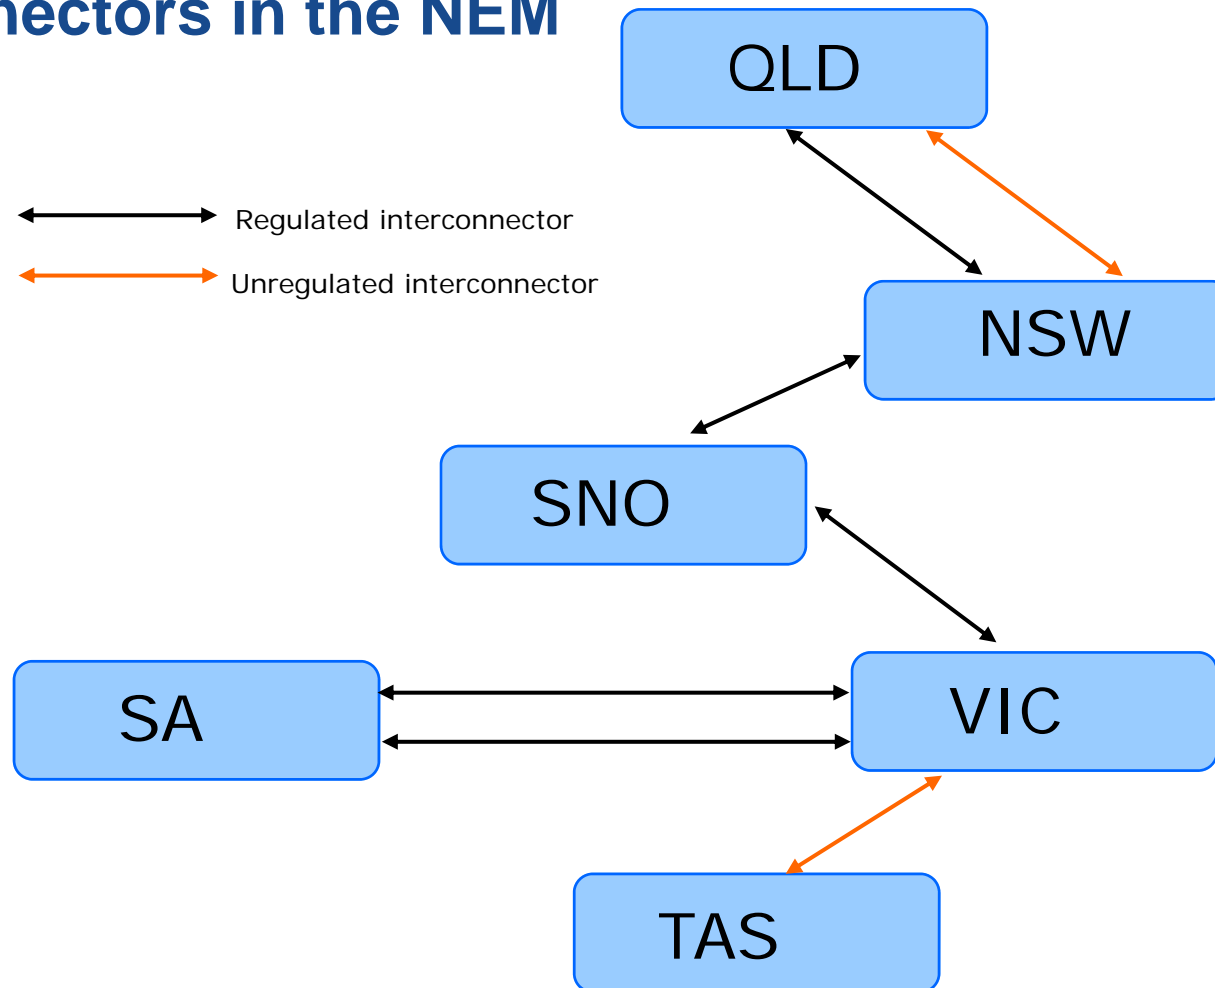 nectors in the NEM
QLD
Regulated interconnector
Unregulated interconnector
NSW
SNO
SA
VIC
TAS